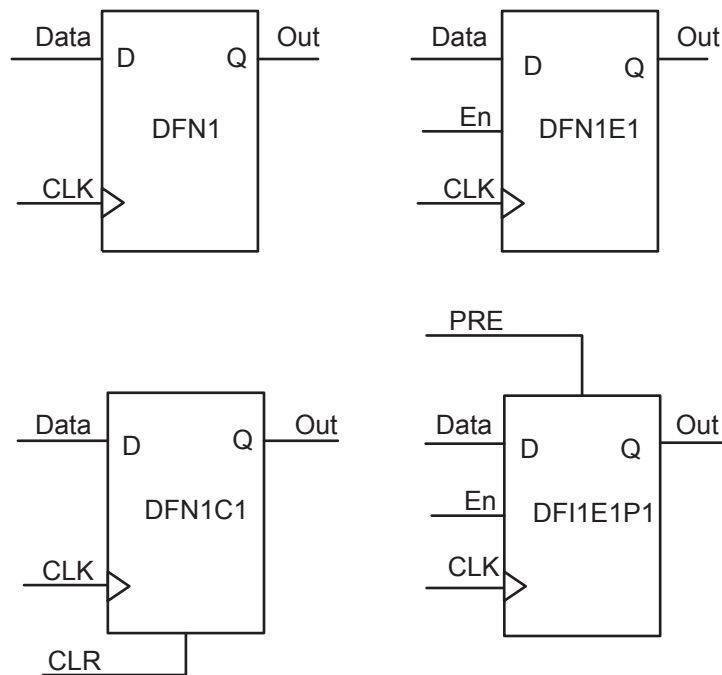 Data
Out
D
Q
DFN1
CLK
Data
Out
D
Q
En
DFN1E1
CLK
Data
Out
D
Q
DFN1C1
CLK
CLR
PRE
Data
Out
D
Q
En
DFI1E1P1
CLK